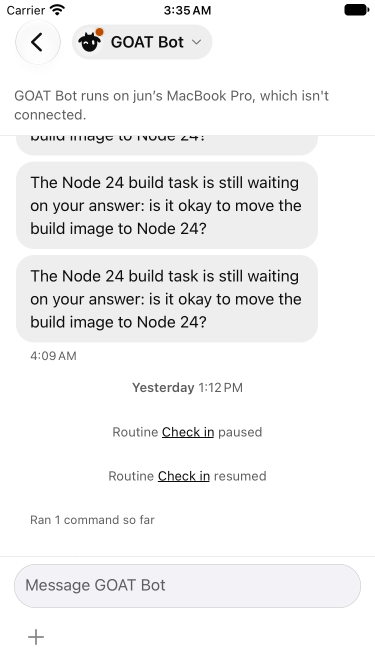 Carrier 3:35 AM
GOAT Bot
GOAT Bot runs on jun’s MacBook Pro, which isn't
connected.
build image to Node 24?
The Node 24 build task is still waiting
on your answer: is it okay to move the
build image to Node 24?
The Node 24 build task is still waiting
on your answer: is it okay to move the
build image to Node 24?
4:09 AM
Yesterday 1:12 PM
Routine Check in paused
Routine Check in resumed
Ran 1 command so far
Message GOAT Bot